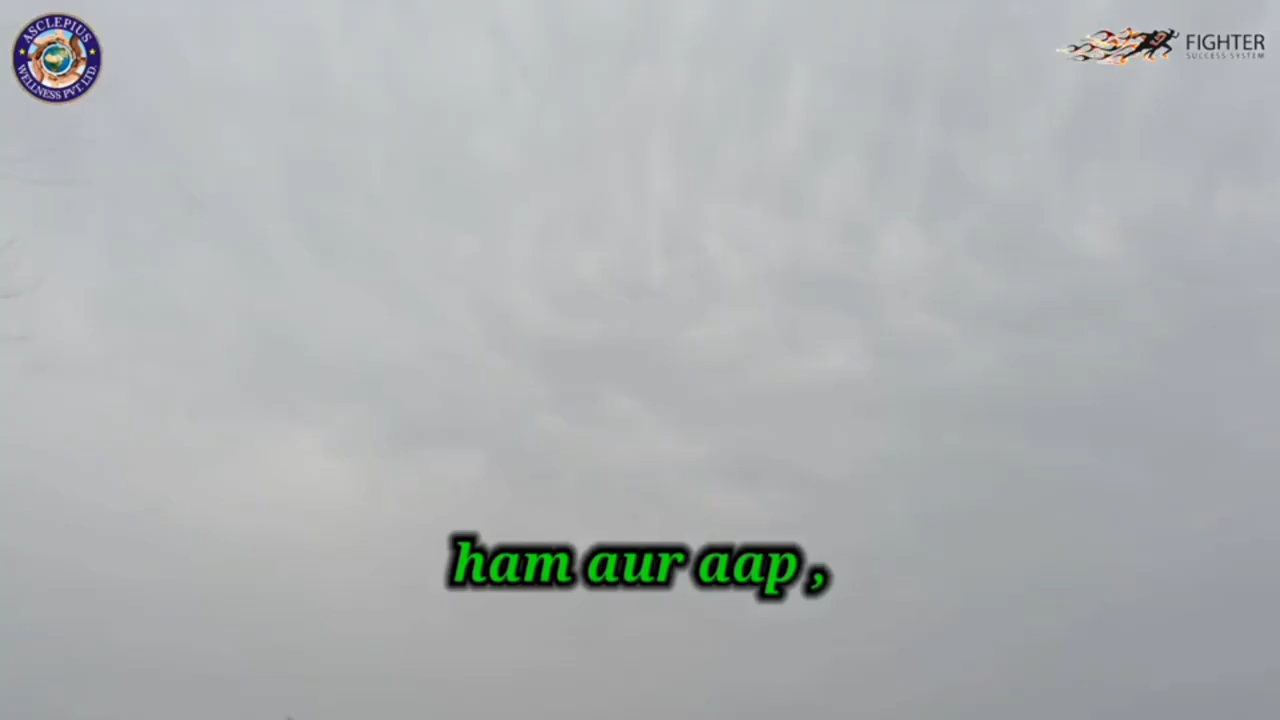 ASCLEPIUS
WELLNESS PVT. LTD.
FIGHTER
SUCCESS SYSTEM
ham aur aap ,